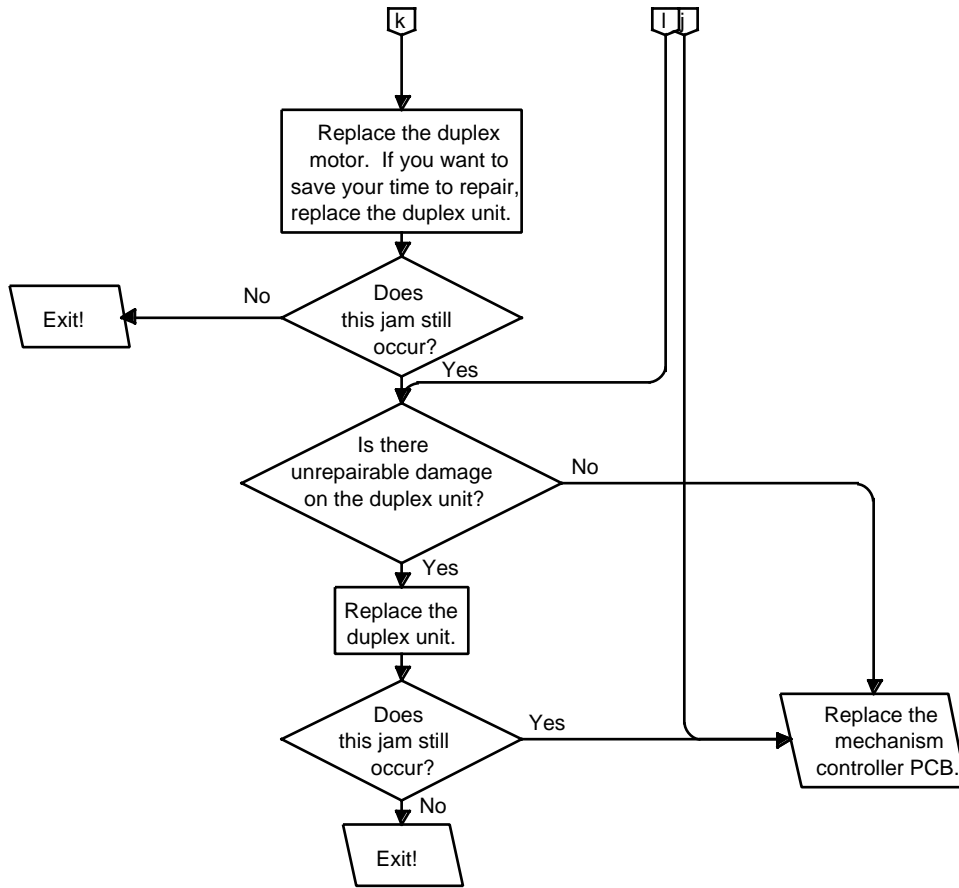 k
l
j
Replace the duplex
motor. If you want to
save your time to repair,
replace the duplex unit.
No
Does
this jam still
occur?
Exit!
Yes
Is there
unrepairable damage
on the duplex unit?
No
Yes
Replace the
duplex unit.
Does
this jam still
occur?
Yes
Replace the
mechanism
controller PCB.
No
Exit!